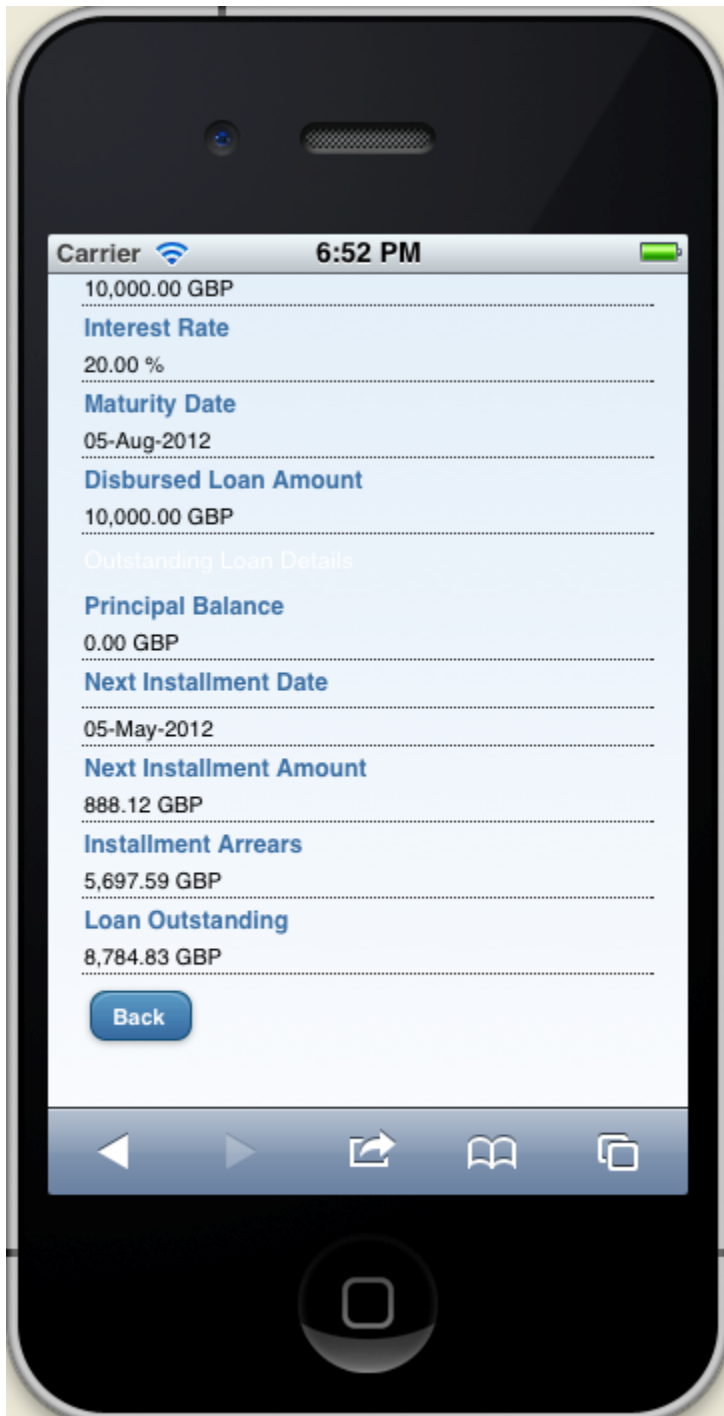 Carrier 6:52 PM
10,000.00 GBP
Interest Rate
20.00 %
Maturity Date
05-Aug-2012
Disbursed Loan Amount
10,000.00 GBP
Outstanding Loan Details
Principal Balance
0.00 GBP
Next Installment Date
05-May-2012
Next Installment Amount
888.12 GBP
Installment Arrears
5,697.59 GBP
Loan Outstanding
8,784.83 GBP
Back